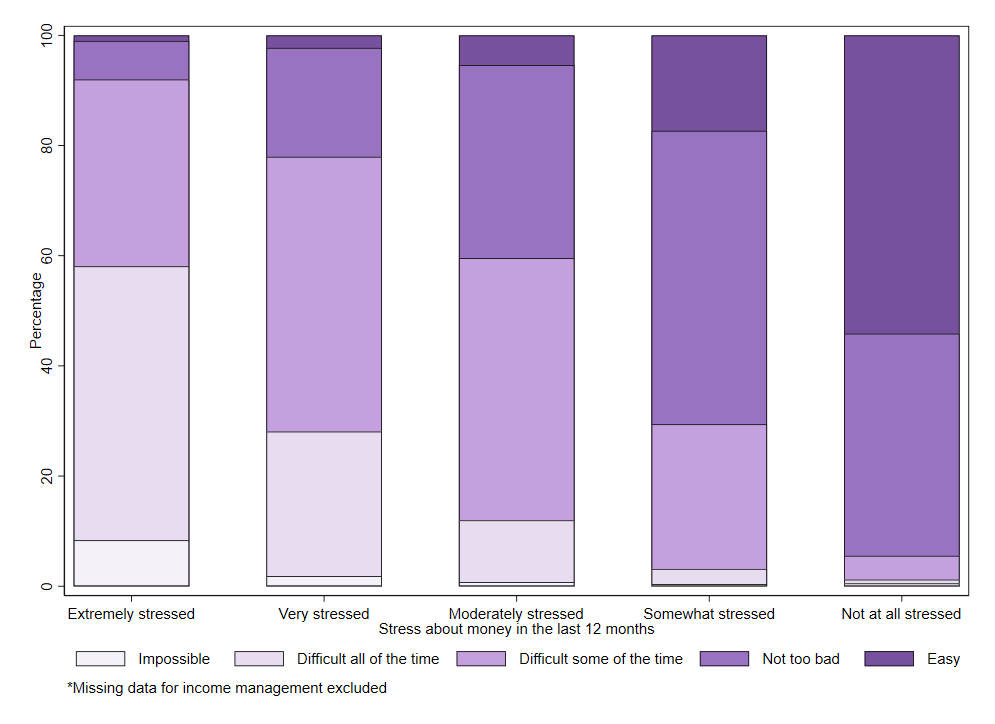 100
80
60
40
20
0
Percentage
Extremely stressed Very stressed Moderately stressed Somewhat stressed Not at all stressed
Stress about money in the last 12 months
Impossible Difficult all of the time Difficult some of the time Not too bad Easy
*Missing data for income management excluded